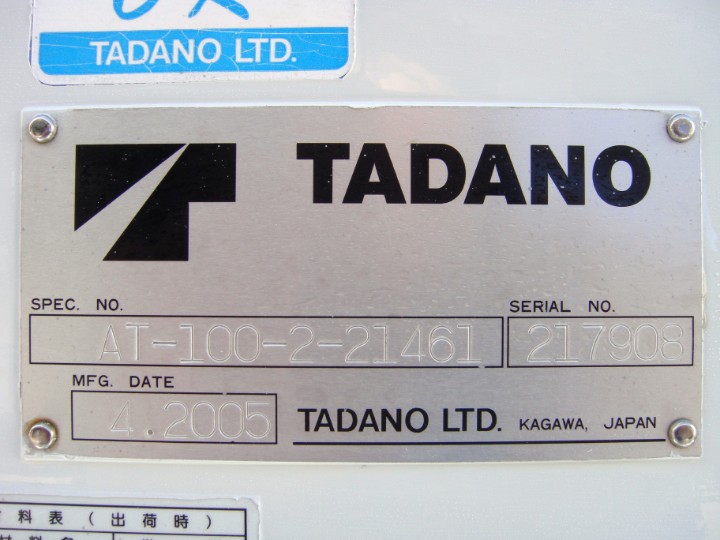 TADANO LTD.
TADANO
SPEC. NO.
SERIAL NO.
AT-100-2-21461
217908
MFG. DATE
4.2005
TADANO LTD. KAGAWA, JAPAN
料表(出荷時)